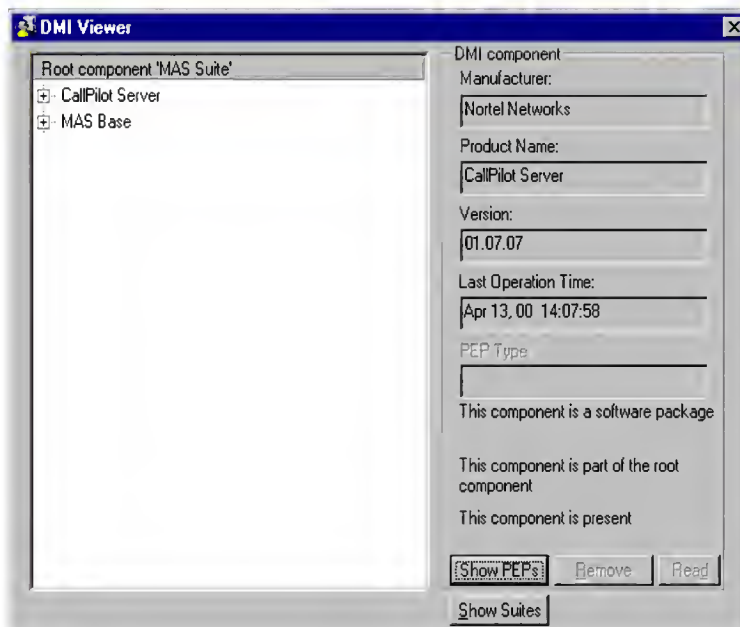 DMI Viewer
Root component 'MAS Suite'
CallPilot Server
MAS Base
DMI component
Manufacturer:
Nortel Networks
Product Name:
CallPilot Server
Version:
01.07.07
Last Operation Time:
Apr 13, 00 14:07:58
PEP Type
This component is a software package
This component is part of the root
component
This component is present
Show PEPs
Remove
Read
Show Suites